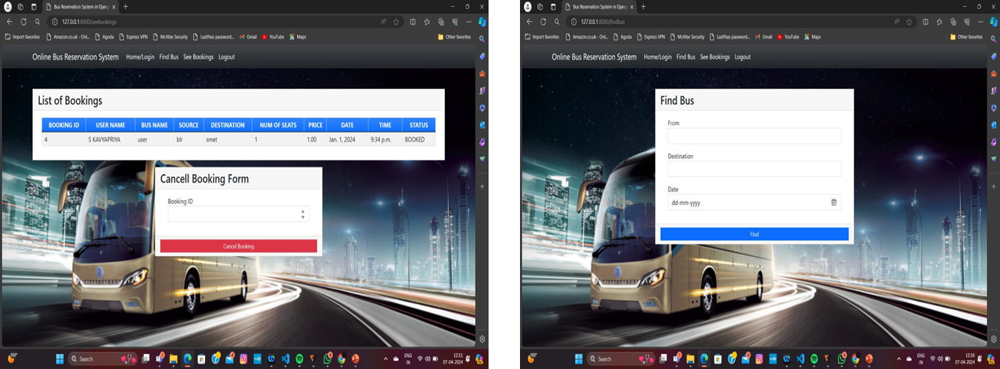 Bus Reservation System in Djang
127.0.0.1:8000/seebookings
Import favorites Amazon.co.uk - Onl... Agoda Express VPN McAfee Security LastPass password... Gmail YouTube Maps Other favorites
Online Bus Reservation System Home/Login Find Bus See Bookings Logout
List of Bookings
BOOKING ID USER NAME BUS NAME SOURCE DESTINATION NUM OF SEATS PRICE DATE TIME STATUS
4 S KAVYAPRIYA user blr smet 1 1.00 Jan. 1, 2024 9:34 p.m. BOOKED
Cancell Booking Form
Booking ID
Cancel Booking
100°
Search
ENG
IN
12:11
07-04-2024
Bus Reservation System in Djang
127.0.0.1:8000/findbus
Import favorites Amazon.co.uk - Onl... Agoda Express VPN McAfee Security LastPass password... Gmail YouTube Maps Other favorites
Online Bus Reservation System Home/Login Find Bus See Bookings Logout
Find Bus
From
Destination
Date
dd-mm-yyyy
Find
100°
Search
ENG
IN
12:16
07-04-2024